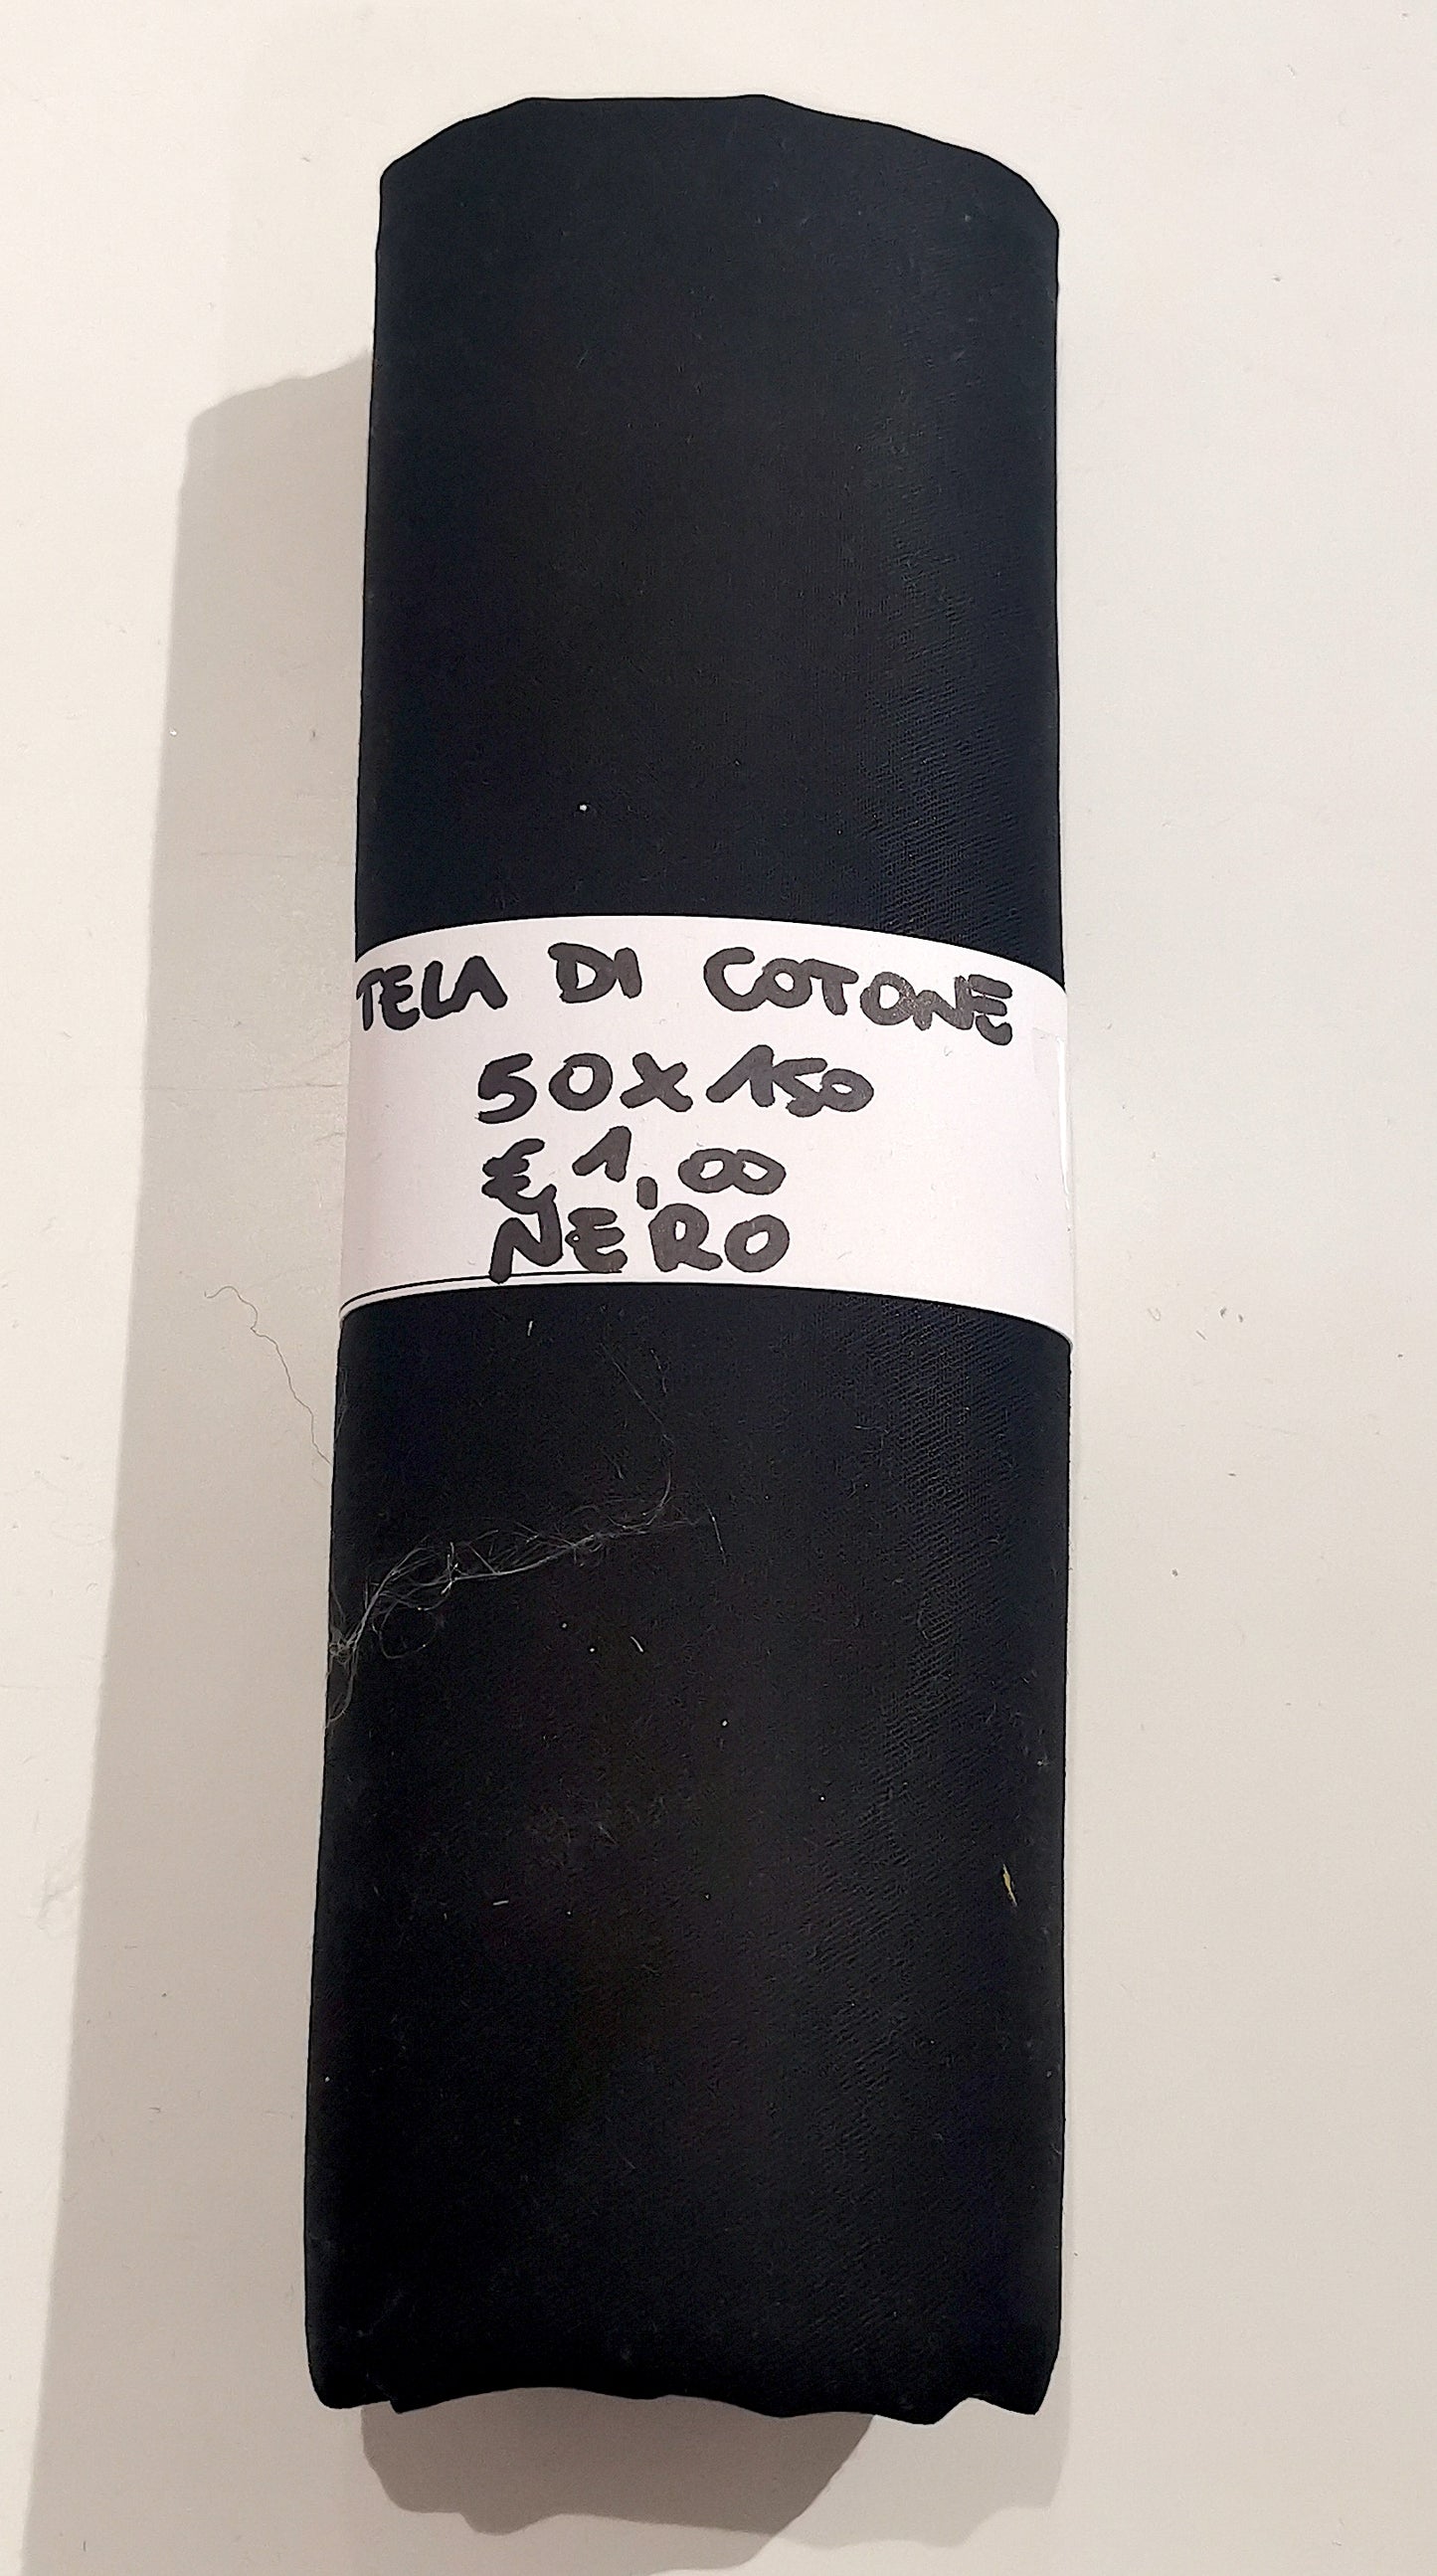 TELA DI COTONE
50X150
€ 1,00
NERO